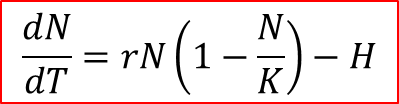 dN/dT = rN(1 − N/K) − H